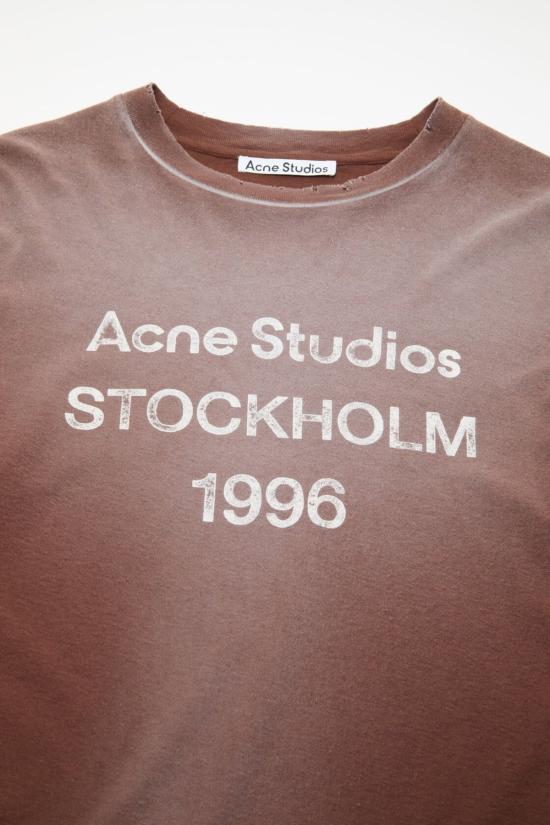 Acne Studios
Acne Studios
STOCKHOLM
1996